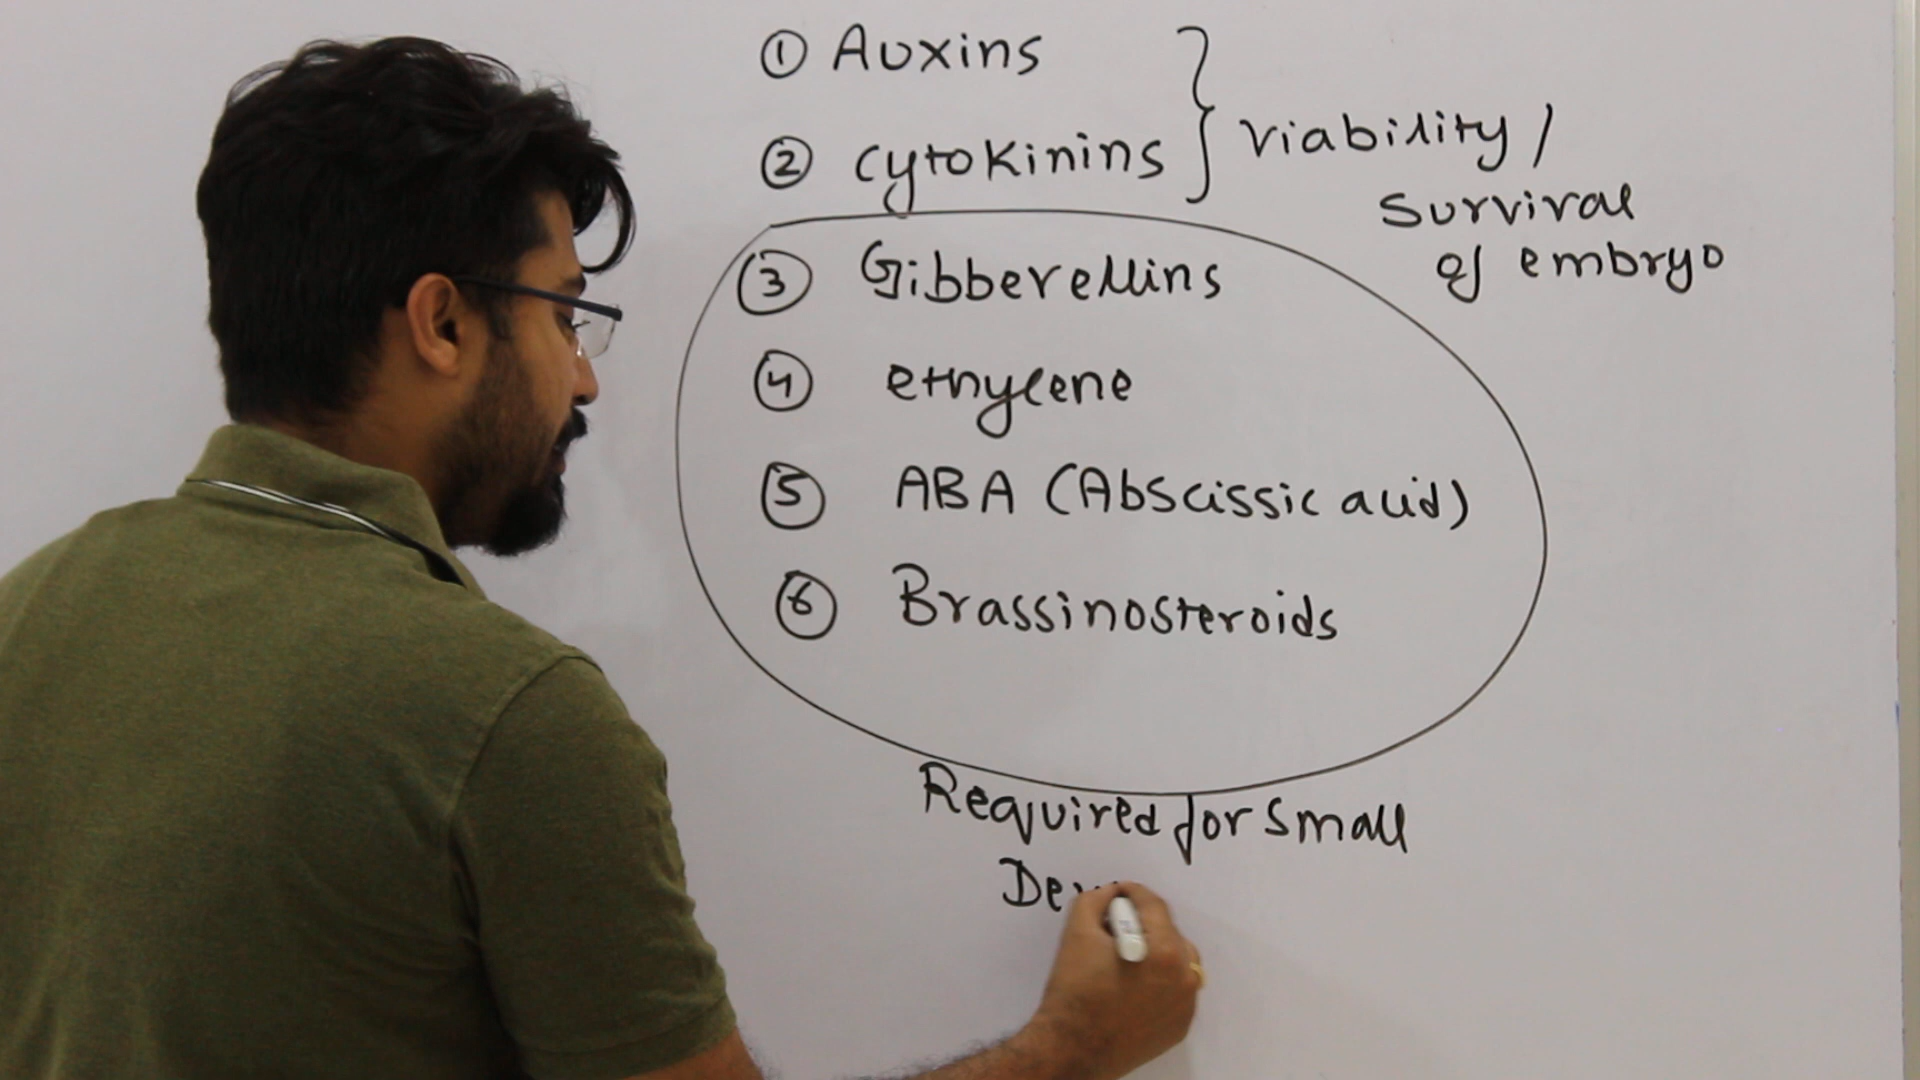 ① Auxins
② Cytokinins
viability /
survival
of embryo
③ Gibberellins
④ ethylene
⑤ ABA (Abscissic acid)
⑥ Brassinosteroids
Required for small